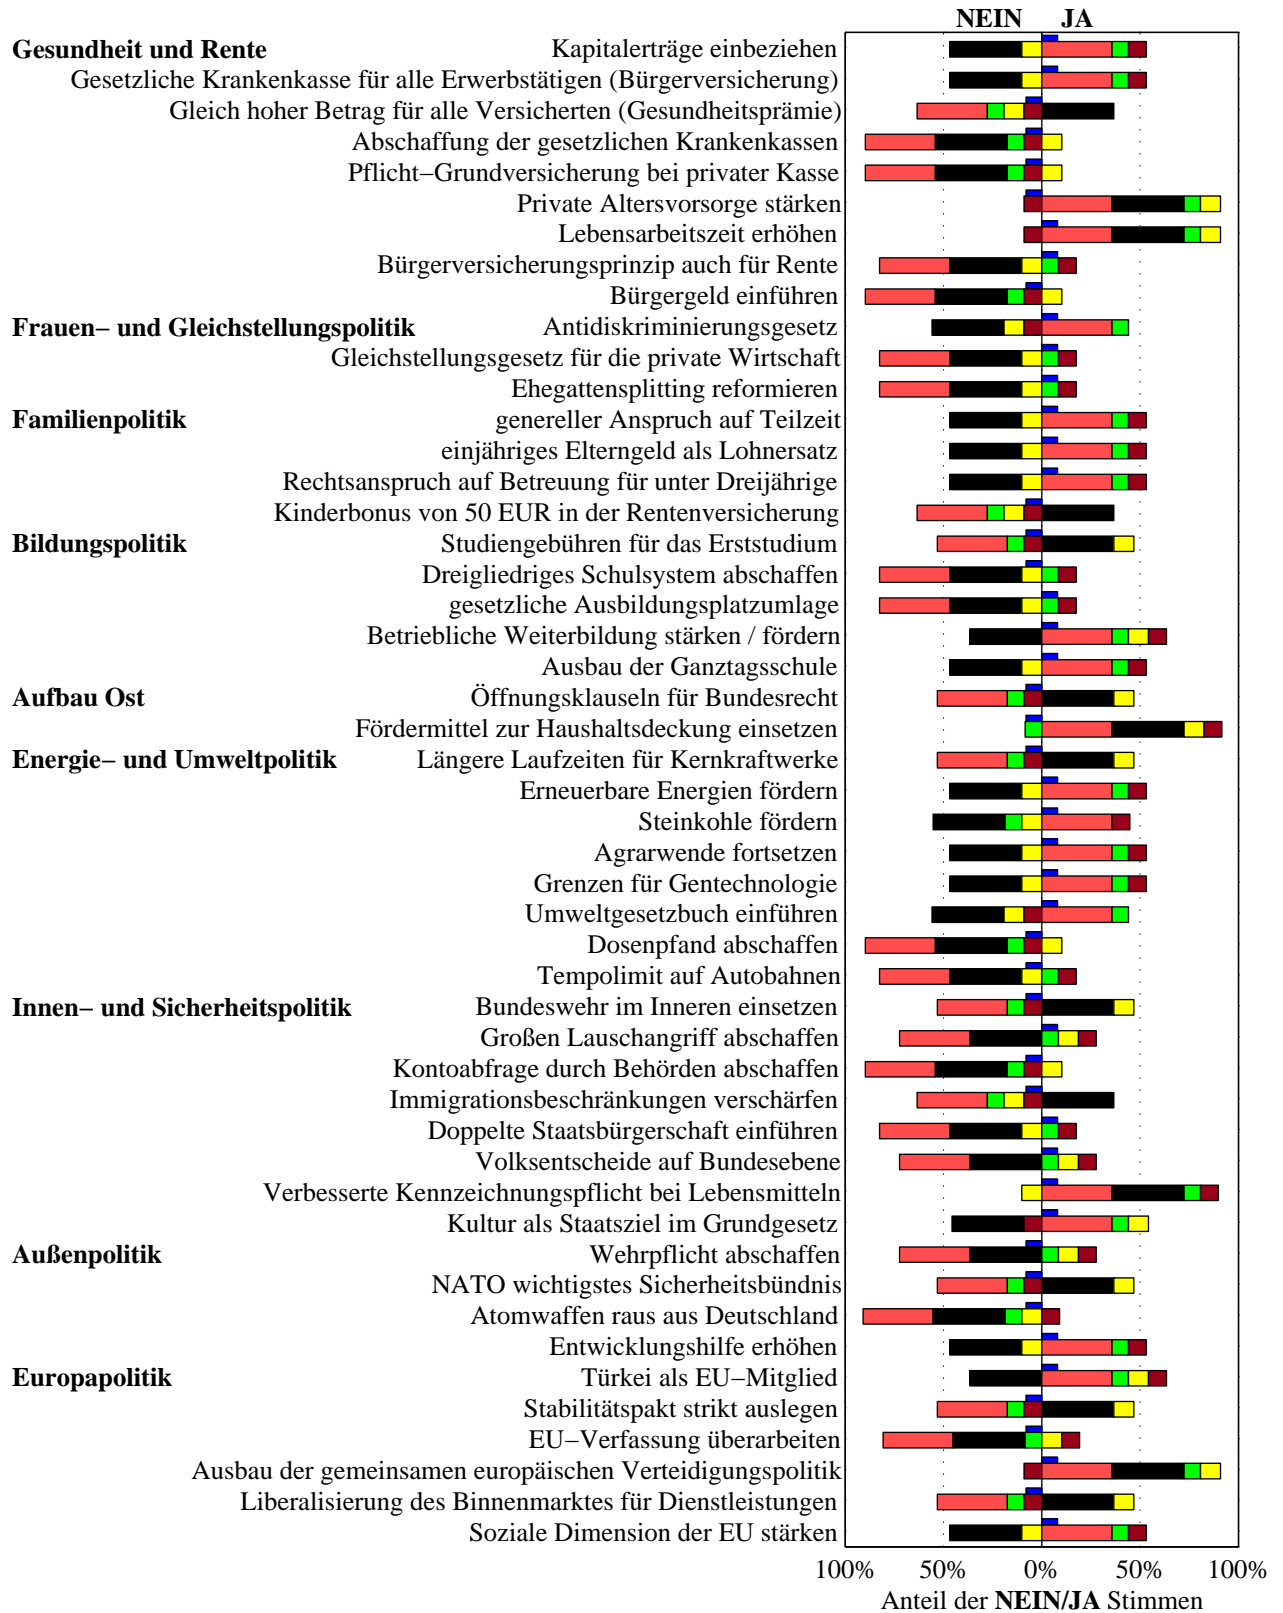 NEIN JA
Gesundheit und Rente Kapitalerträge einbeziehen
Gesetzliche Krankenkasse für alle Erwerbstätigen (Bürgerversicherung)
Gleich hoher Betrag für alle Versicherten (Gesundheitsprämie)
Abschaffung der gesetzlichen Krankenkassen
Pflicht−Grundversicherung bei privater Kasse
Private Altersvorsorge stärken
Lebensarbeitszeit erhöhen
Bürgerversicherungsprinzip auch für Rente
Bürgergeld einführen
Frauen− und Gleichstellungspolitik Antidiskriminierungsgesetz
Gleichstellungsgesetz für die private Wirtschaft
Ehegattensplitting reformieren
Familienpolitik genereller Anspruch auf Teilzeit
einjähriges Elterngeld als Lohnersatz
Rechtsanspruch auf Betreuung für unter Dreijährige
Kinderbonus von 50 EUR in der Rentenversicherung
Bildungspolitik Studiengebühren für das Erststudium
Dreigliedriges Schulsystem abschaffen
gesetzliche Ausbildungsplatzumlage
Betriebliche Weiterbildung stärken / fördern
Ausbau der Ganztagsschule
Aufbau Ost Öffnungsklauseln für Bundesrecht
Fördermittel zur Haushaltsdeckung einsetzen
Energie− und Umweltpolitik Längere Laufzeiten für Kernkraftwerke
Erneuerbare Energien fördern
Steinkohle fördern
Agrarwende fortsetzen
Grenzen für Gentechnologie
Umweltgesetzbuch einführen
Dosenpfand abschaffen
Tempolimit auf Autobahnen
Innen− und Sicherheitspolitik Bundeswehr im Inneren einsetzen
Großen Lauschangriff abschaffen
Kontoabfrage durch Behörden abschaffen
Immigrationsbeschränkungen verschärfen
Doppelte Staatsbürgerschaft einführen
Volksentscheide auf Bundesebene
Verbesserte Kennzeichnungspflicht bei Lebensmitteln
Kultur als Staatsziel im Grundgesetz
Außenpolitik Wehrpflicht abschaffen
NATO wichtigstes Sicherheitsbündnis
Atomwaffen raus aus Deutschland
Entwicklungshilfe erhöhen
Europapolitik Türkei als EU−Mitglied
Stabilitätspakt strikt auslegen
EU−Verfassung überarbeiten
Ausbau der gemeinsamen europäischen Verteidigungspolitik
Liberalisierung des Binnenmarktes für Dienstleistungen
Soziale Dimension der EU stärken
100% 50% 0% 50% 100%
Anteil der NEIN/JA Stimmen